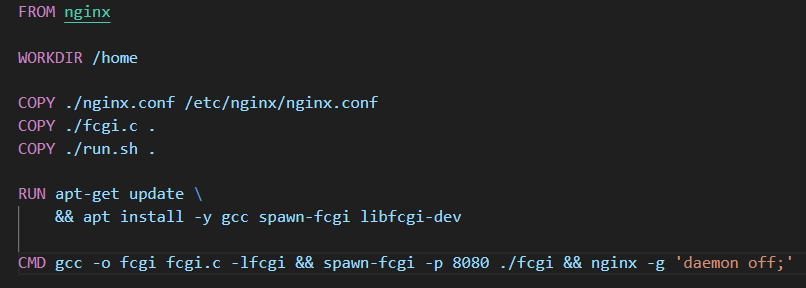 FROM nginx
WORKDIR /home
COPY ./nginx.conf /etc/nginx/nginx.conf
COPY ./fcgi.c .
COPY ./run.sh .
RUN apt-get update \
    && apt install -y gcc spawn-fcgi libfcgi-dev
CMD gcc -o fcgi fcgi.c -lfcgi && spawn-fcgi -p 8080 ./fcgi && nginx -g 'daemon off;'